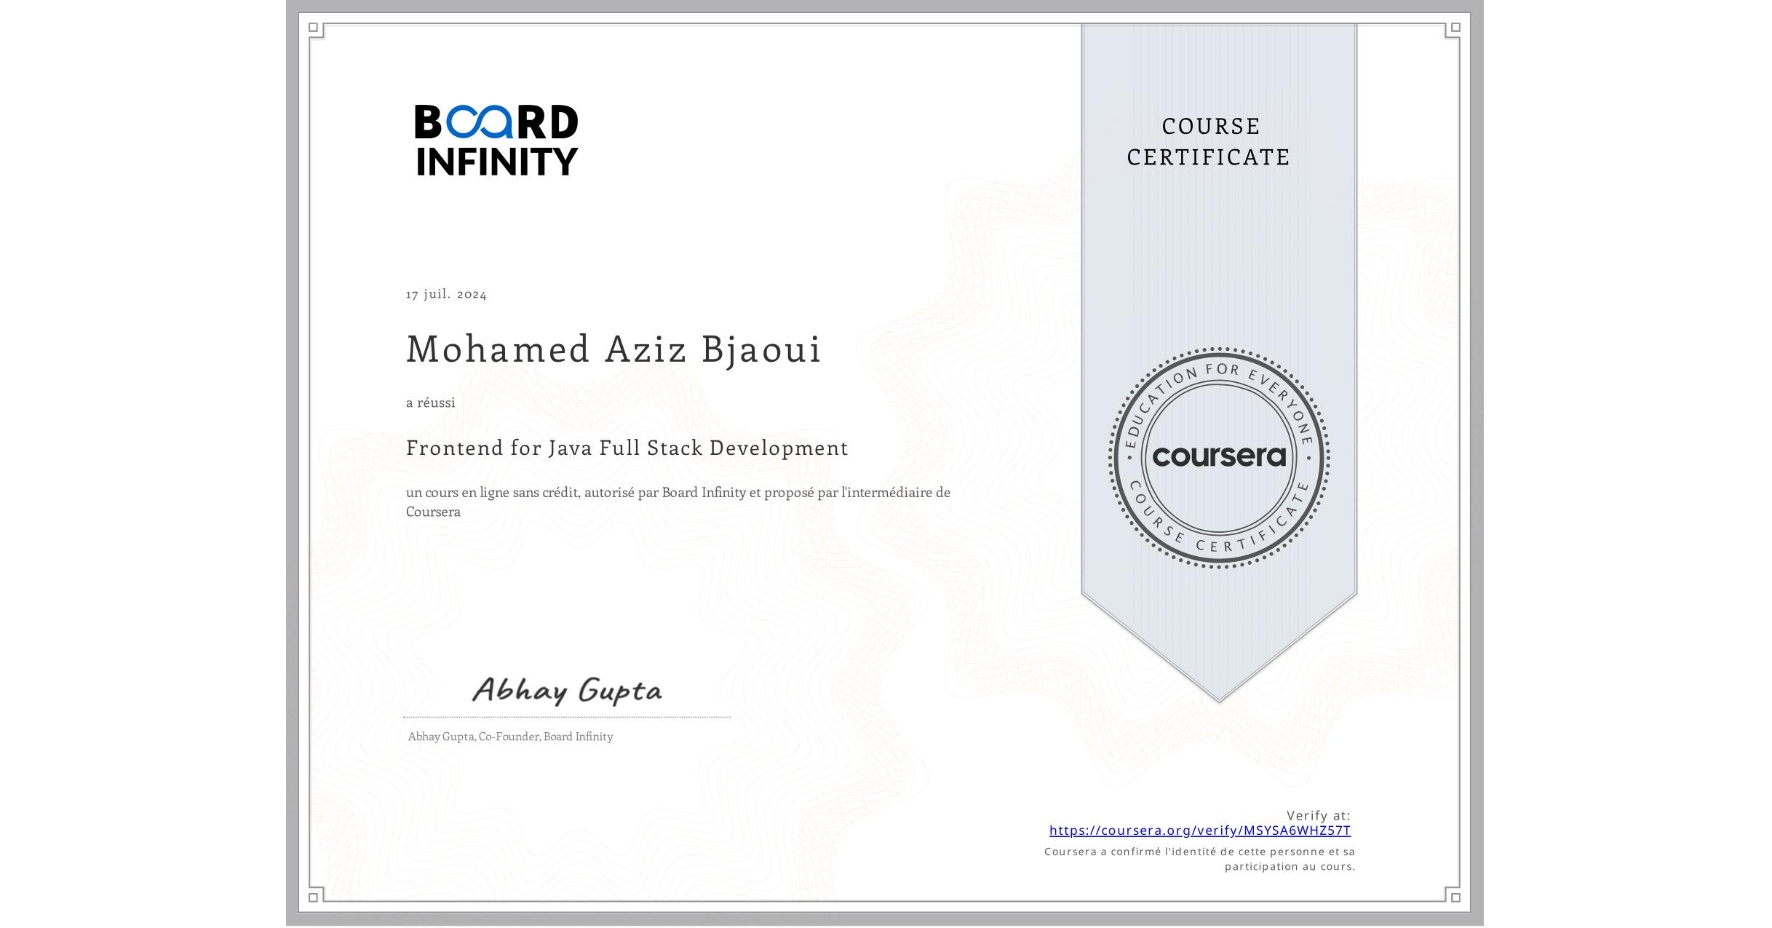 BOARD
INFINITY
COURSE
CERTIFICATE
17 juil. 2024
Mohamed Aziz Bjaoui
a réussi
Frontend for Java Full Stack Development
un cours en ligne sans crédit, autorisé par Board Infinity et proposé par l'intermédiaire de
Coursera
EDUCATION FOR EVERYONE
coursera
COURSE CERTIFICATE
Abhay Gupta
Abhay Gupta, Co-Founder, Board Infinity
Verify at:
https://coursera.org/verify/MSYSA6WHZ57T
Coursera a confirmé l'identité de cette personne et sa
participation au cours.